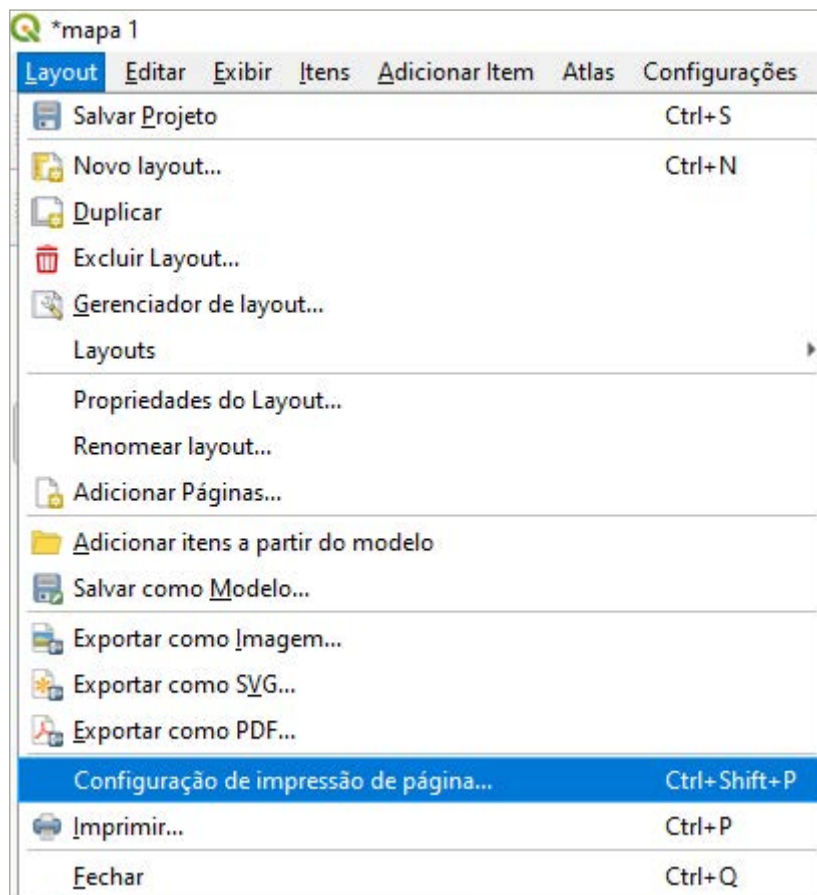 *mapa 1
Layout Editar Exibir Itens Adicionar Item Atlas Configurações
Salvar Projeto Ctrl+S
Novo layout... Ctrl+N
Duplicar
Excluir Layout...
Gerenciador de layout...
Layouts
Propriedades do Layout...
Renomear layout...
Adicionar Páginas...
Adicionar itens a partir do modelo
Salvar como Modelo...
Exportar como Imagem...
Exportar como SVG...
Exportar como PDF...
Configuração de impressão de página... Ctrl+Shift+P
Imprimir... Ctrl+P
Fechar Ctrl+Q